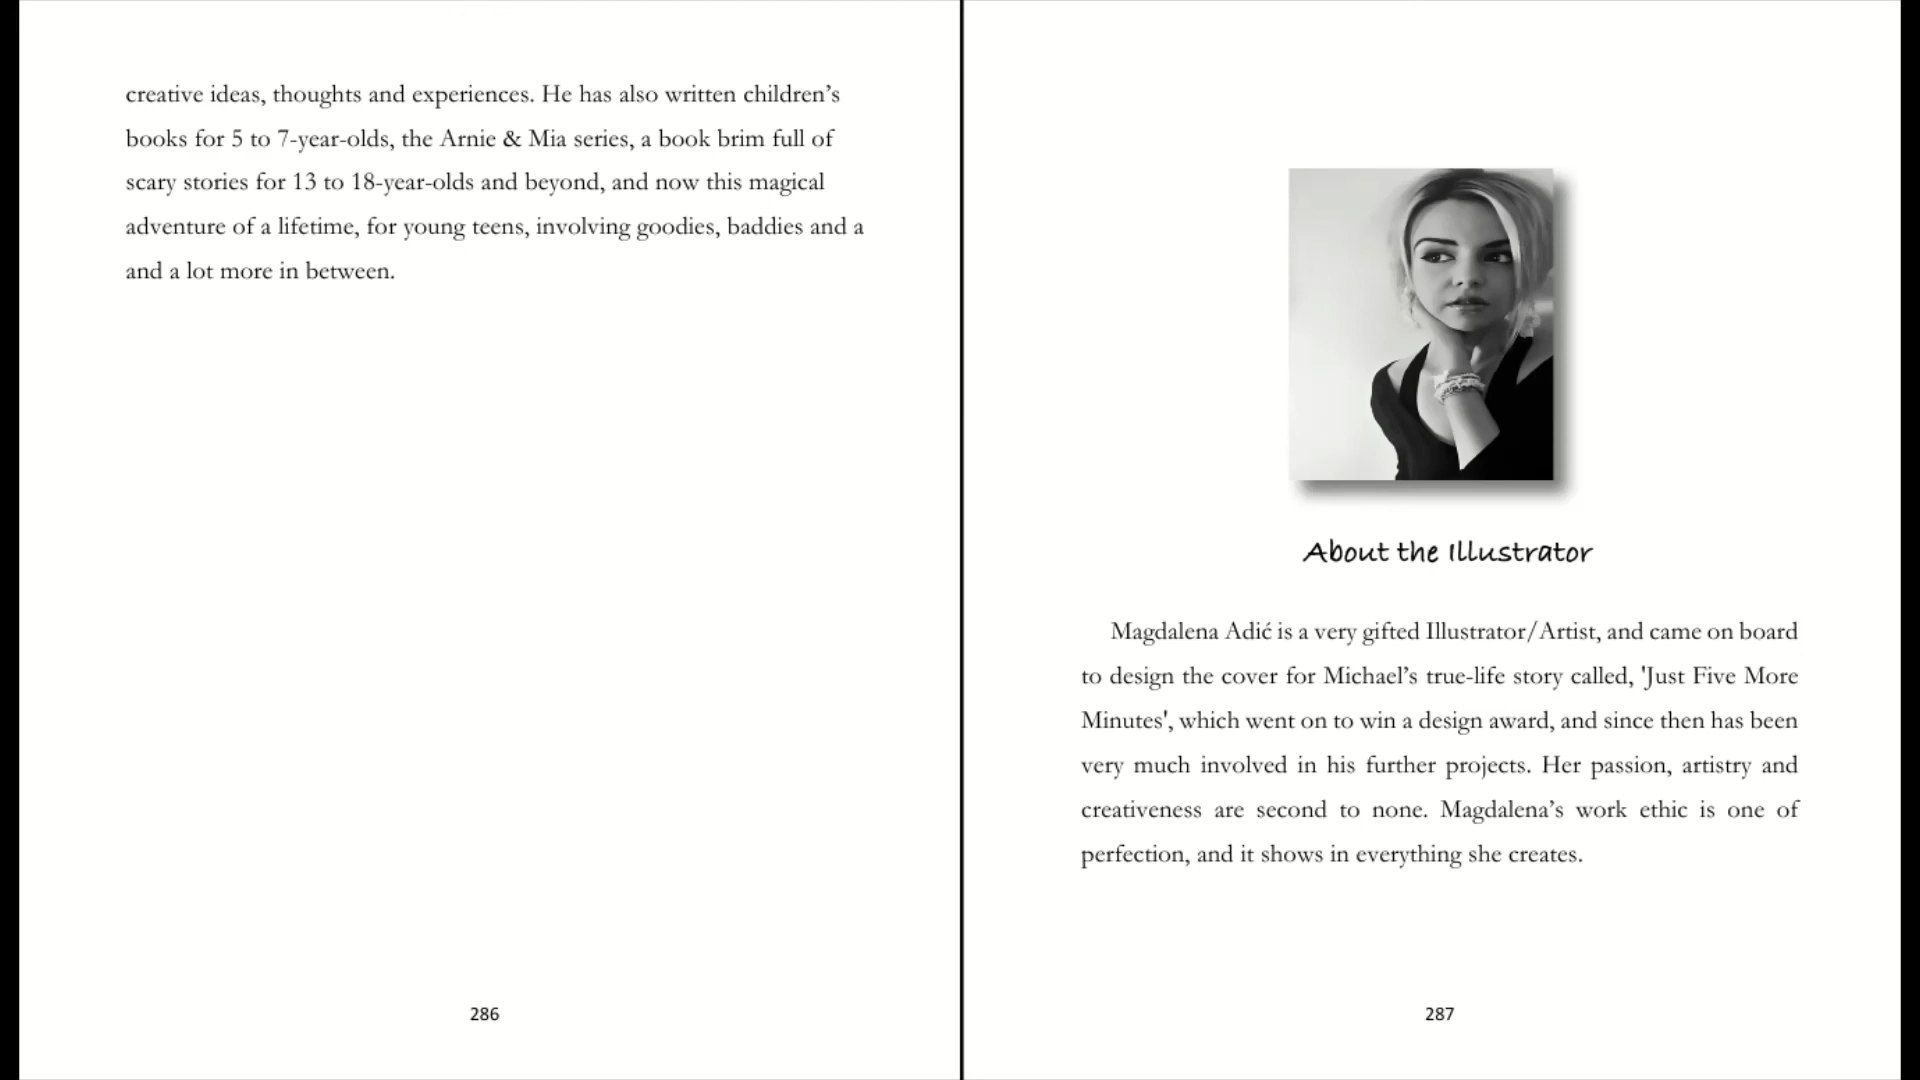 creative ideas, thoughts and experiences. He has also written children’s
books for 5 to 7-year-olds, the Arnie & Mia series, a book brim full of
scary stories for 13 to 18-year-olds and beyond, and now this magical
adventure of a lifetime, for young teens, involving goodies, baddies and a
and a lot more in between.
286
About the Illustrator
Magdalena Adić is a very gifted Illustrator/Artist, and came on board
to design the cover for Michael’s true-life story called, 'Just Five More
Minutes', which went on to win a design award, and since then has been
very much involved in his further projects. Her passion, artistry and
creativeness are second to none. Magdalena’s work ethic is one of
perfection, and it shows in everything she creates.
287